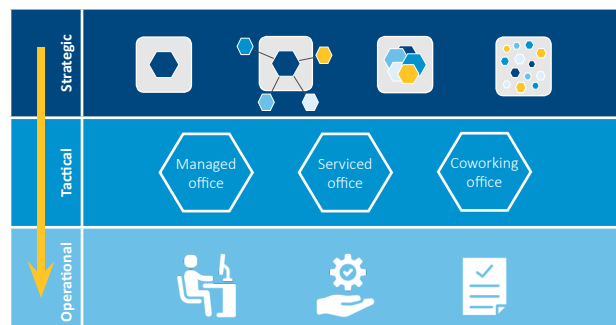 Strategic
Tactical
Managed
office
Serviced
office
Coworking
office
Operational